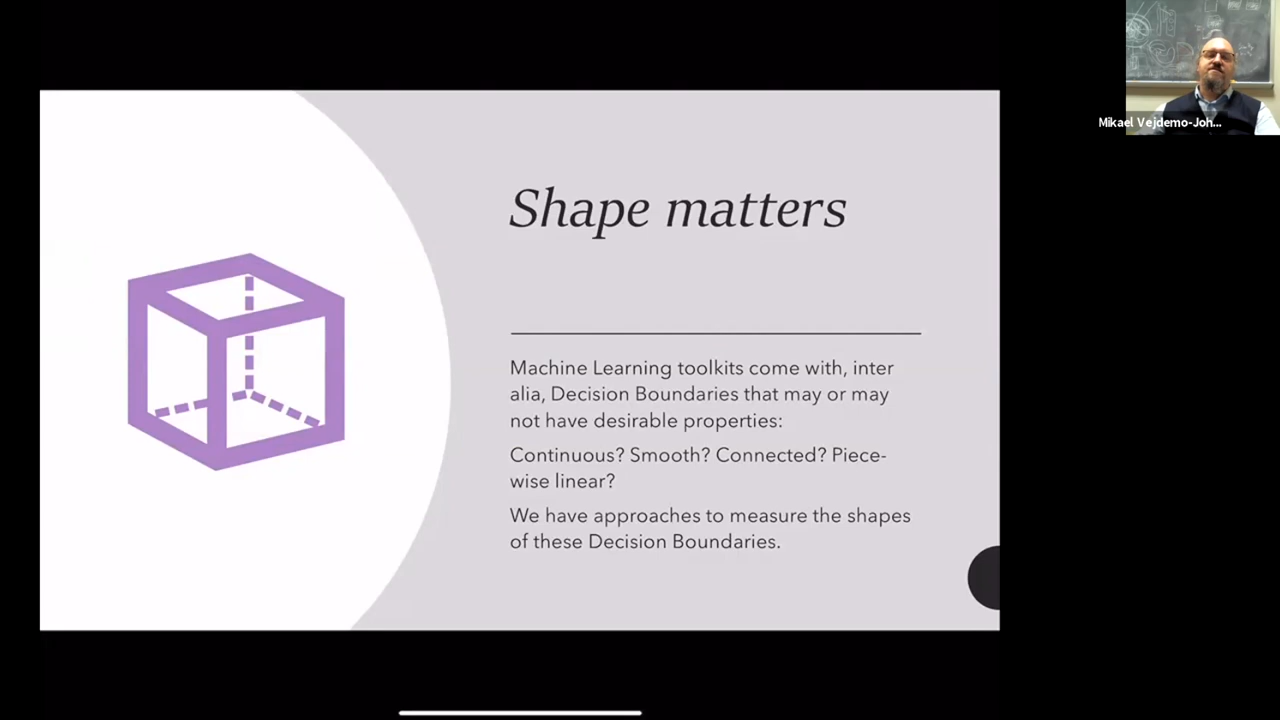 Shape matters
Machine Learning toolkits come with, inter
alia, Decision Boundaries that may or may
not have desirable properties:
Continuous? Smooth? Connected? Piece-
wise linear?
We have approaches to measure the shapes
of these Decision Boundaries.
Mikael Vejdemo-Joh...